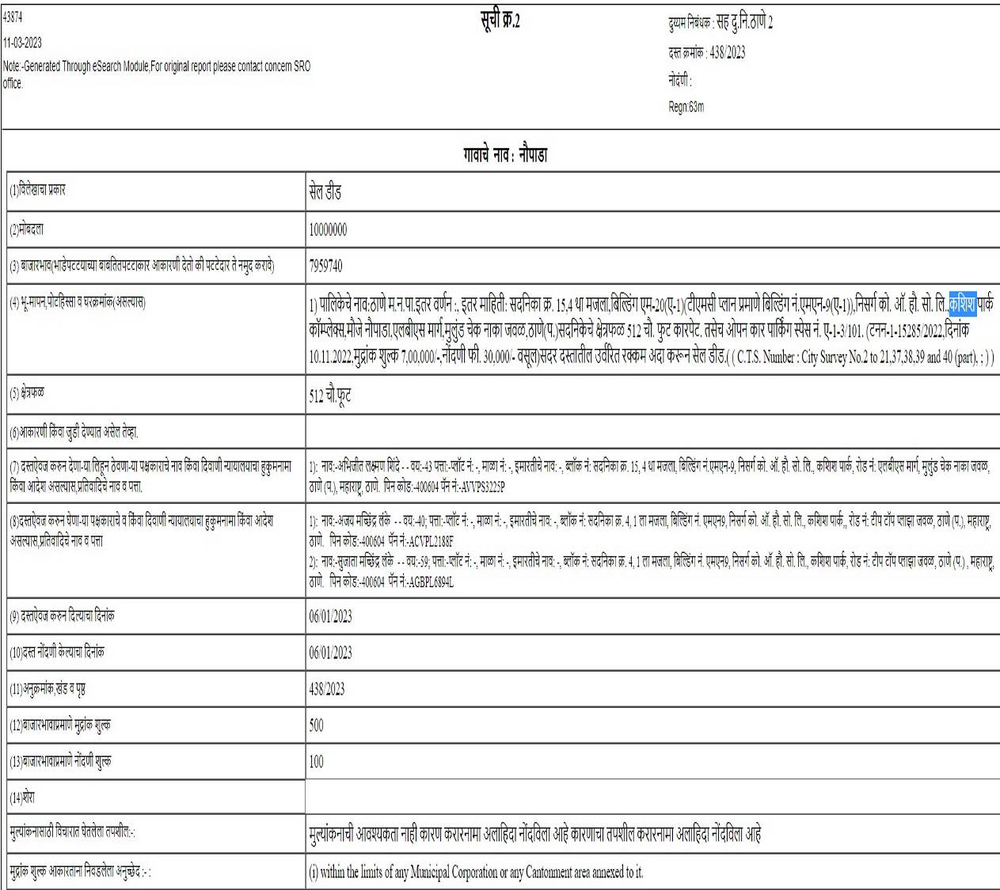 43874
11-03-2023
Note:-Generated Through eSearch Module,For original report please contact concern SRO office.
सूची क्र.2
दुय्यम निबंधक : सह दु.नि.ठाणे 2
दस्त क्रमांक : 438/2023
नोदंणी :
Regn:63m
गावाचे नाव : नौपाडा
(1)विलेखाचा प्रकार
सेल डीड
(2)मोबदला
10000000
(3) बाजारभाव(भाडेपटटयाच्या बाबतितपटटाकार आकारणी देतो की पटटेदार ते नमुद करावे)
7959740
(4) भू-मापन,पोटहिस्सा व घरक्रमांक(असल्यास)
1) पालिकेचे नाव:ठाणे म.न.पा.इतर वर्णन :, इतर माहिती: सदनिका क्र. 15,4 था मजला,बिल्डिंग एम-20(ए-1)(टीएमसी प्लान प्रमाणे बिल्डिंग नं.एमएन-9(ए-1)),निसर्ग को. ऑ. हौ. सो. लि.,कशिश पार्क
कॉम्प्लेक्स,मौजे नौपाडा,एलबीएस मार्ग,मुलुंड चेक नाका जवळ,ठाणे(प.)सदनिकेचे क्षेत्रफळ 512 चौ. फुट कारपेट. तसेच ओपन कार पार्किंग स्पेस नं. ए-1-3/101. (टनन-1-15285/2022,दिनांक
10.11.2022,मुद्रांक शुल्क 7,00,000/-,नोंदणी फी. 30,000/- वसूल)सदर दस्तातील उर्वरित रक्कम अदा करून सेल डीड.( ( C.T.S. Number : City Survey No.2 to 21,37,38,39 and 40 (part), ; ) )
(5) क्षेत्रफळ
512 चौ.फूट
(6)आकारणी किंवा जुडी देण्यात असेल तेव्हा.
(7) दस्तऐवज करुन देणा-या/लिहून ठेवणा-या पक्षकाराचे नाव किंवा दिवाणी न्यायालयाचा हुकुमनामा
किंवा आदेश असल्यास,प्रतिवादिचे नाव व पत्ता.
1): नाव:-अभिजीत लक्ष्मण शिंदे - - वय:-43 पत्ता:-प्लॉट नं: -, माळा नं: -, इमारतीचे नाव: -, ब्लॉक नं: सदनिका क्र. 15, 4 था मजला, बिल्डिंग नं.एमएन-9, निसर्ग को. ऑ. हौ. सो. लि., कशिश पार्क, रोड नं: एलबीएस मार्ग, मुलुंड चेक नाका जवळ,
ठाणे (प.), महाराष्ट्र, ठाणे. पिन कोड:-400604 पॅन नं:-AVVPS3225P
(8)दस्तऐवज करुन घेणा-या पक्षकाराचे व किंवा दिवाणी न्यायालयाचा हुकुमनामा किंवा आदेश
असल्यास,प्रतिवादिचे नाव व पत्ता
1): नाव:-अजय मच्छिंद्र लंके - - वय:-40; पत्ता:-प्लॉट नं: -, माळा नं: -, इमारतीचे नाव: -, ब्लॉक नं: सदनिका क्र. 4, 1 ला मजला, बिल्डिंग नं. एमएन9, निसर्ग को. ऑ. हौ. सो. लि., कशिश पार्क,, रोड नं: टीप टॉप प्लाझा जवळ, ठाणे (प.), महाराष्ट्र,
ठाणे. पिन कोड:-400604 पॅन नं:-ACVPL2188F
2): नाव:-सुजाता मच्छिंद्र लंके - - वय:-59; पत्ता:-प्लॉट नं: -, माळा नं: -, इमारतीचे नाव: -, ब्लॉक नं: सदनिका क्र. 4, 1 ला मजला, बिल्डिंग नं. एमएन9, निसर्ग को. ऑ. हौ. सो. लि., कशिश पार्क, रोड नं: टीप टॉप प्लाझा जवळ, ठाणे (प.) , महाराष्ट्र,
ठाणे. पिन कोड:-400604 पॅन नं:-AGBPL6894L
(9) दस्तऐवज करुन दिल्याचा दिनांक
06/01/2023
(10)दस्त नोंदणी केल्याचा दिनांक
06/01/2023
(11)अनुक्रमांक,खंड व पृष्ठ
438/2023
(12)बाजारभावाप्रमाणे मुद्रांक शुल्क
500
(13)बाजारभावाप्रमाणे नोंदणी शुल्क
100
(14)शेरा
मुल्यांकनासाठी विचारात घेतलेला तपशील:-:
मुल्यांकनाची आवश्यकता नाही कारण करारनामा अलाहिदा नोंदविला आहे कारणाचा तपशील करारनामा अलाहिदा नोंदविला आहे
मुद्रांक शुल्क आकारताना निवडलेला अनुच्छेद :- :
(i) within the limits of any Municipal Corporation or any Cantonment area annexed to it.